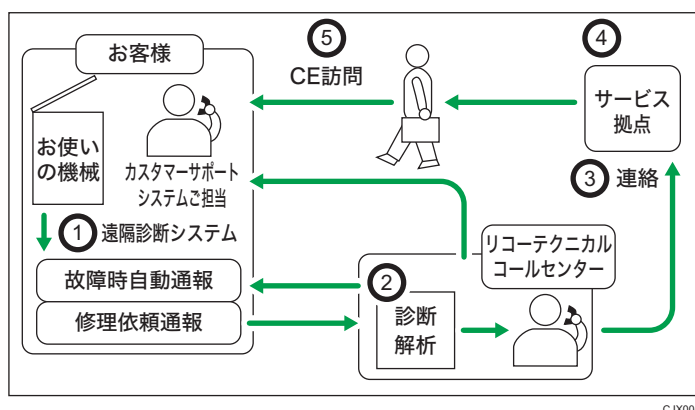 お客様
お使い
の機械
カスタマーサポート
システムご担当
1
遠隔診断システム
故障時自動通報
修理依頼通報
5
CE訪問
4
サービス
拠点
3
連絡
リコーテクニカル
コールセンター
2
診断
解析